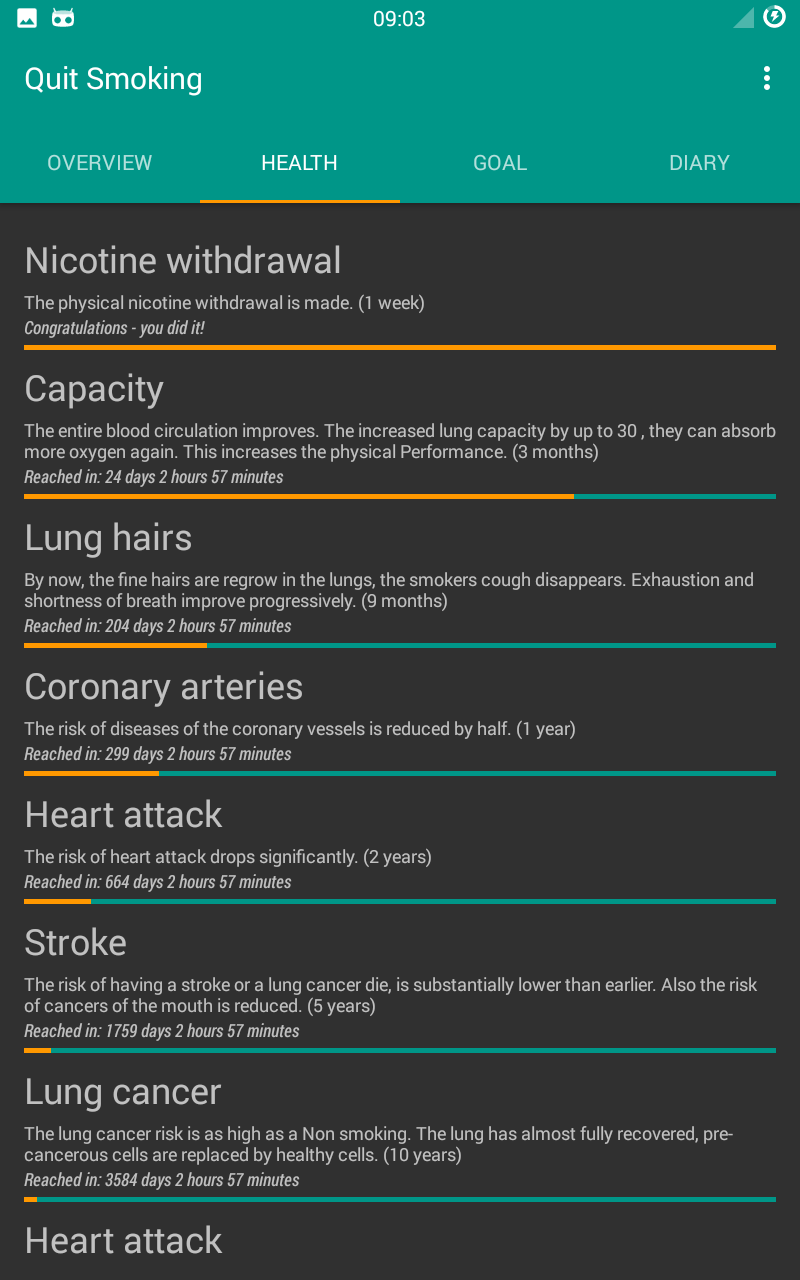 09:03
Quit Smoking
OVERVIEW HEALTH GOAL DIARY
Nicotine withdrawal
The physical nicotine withdrawal is made. (1 week)
Congratulations - you did it!
Capacity
The entire blood circulation improves. The increased lung capacity by up to 30 , they can absorb
more oxygen again. This increases the physical Performance. (3 months)
Reached in: 24 days 2 hours 57 minutes
Lung hairs
By now, the fine hairs are regrow in the lungs, the smokers cough disappears. Exhaustion and
shortness of breath improve progressively. (9 months)
Reached in: 204 days 2 hours 57 minutes
Coronary arteries
The risk of diseases of the coronary vessels is reduced by half. (1 year)
Reached in: 299 days 2 hours 57 minutes
Heart attack
The risk of heart attack drops significantly. (2 years)
Reached in: 664 days 2 hours 57 minutes
Stroke
The risk of having a stroke or a lung cancer die, is substantially lower than earlier. Also the risk
of cancers of the mouth is reduced. (5 years)
Reached in: 1759 days 2 hours 57 minutes
Lung cancer
The lung cancer risk is as high as a Non smoking. The lung has almost fully recovered, pre-
cancerous cells are replaced by healthy cells. (10 years)
Reached in: 3584 days 2 hours 57 minutes
Heart attack